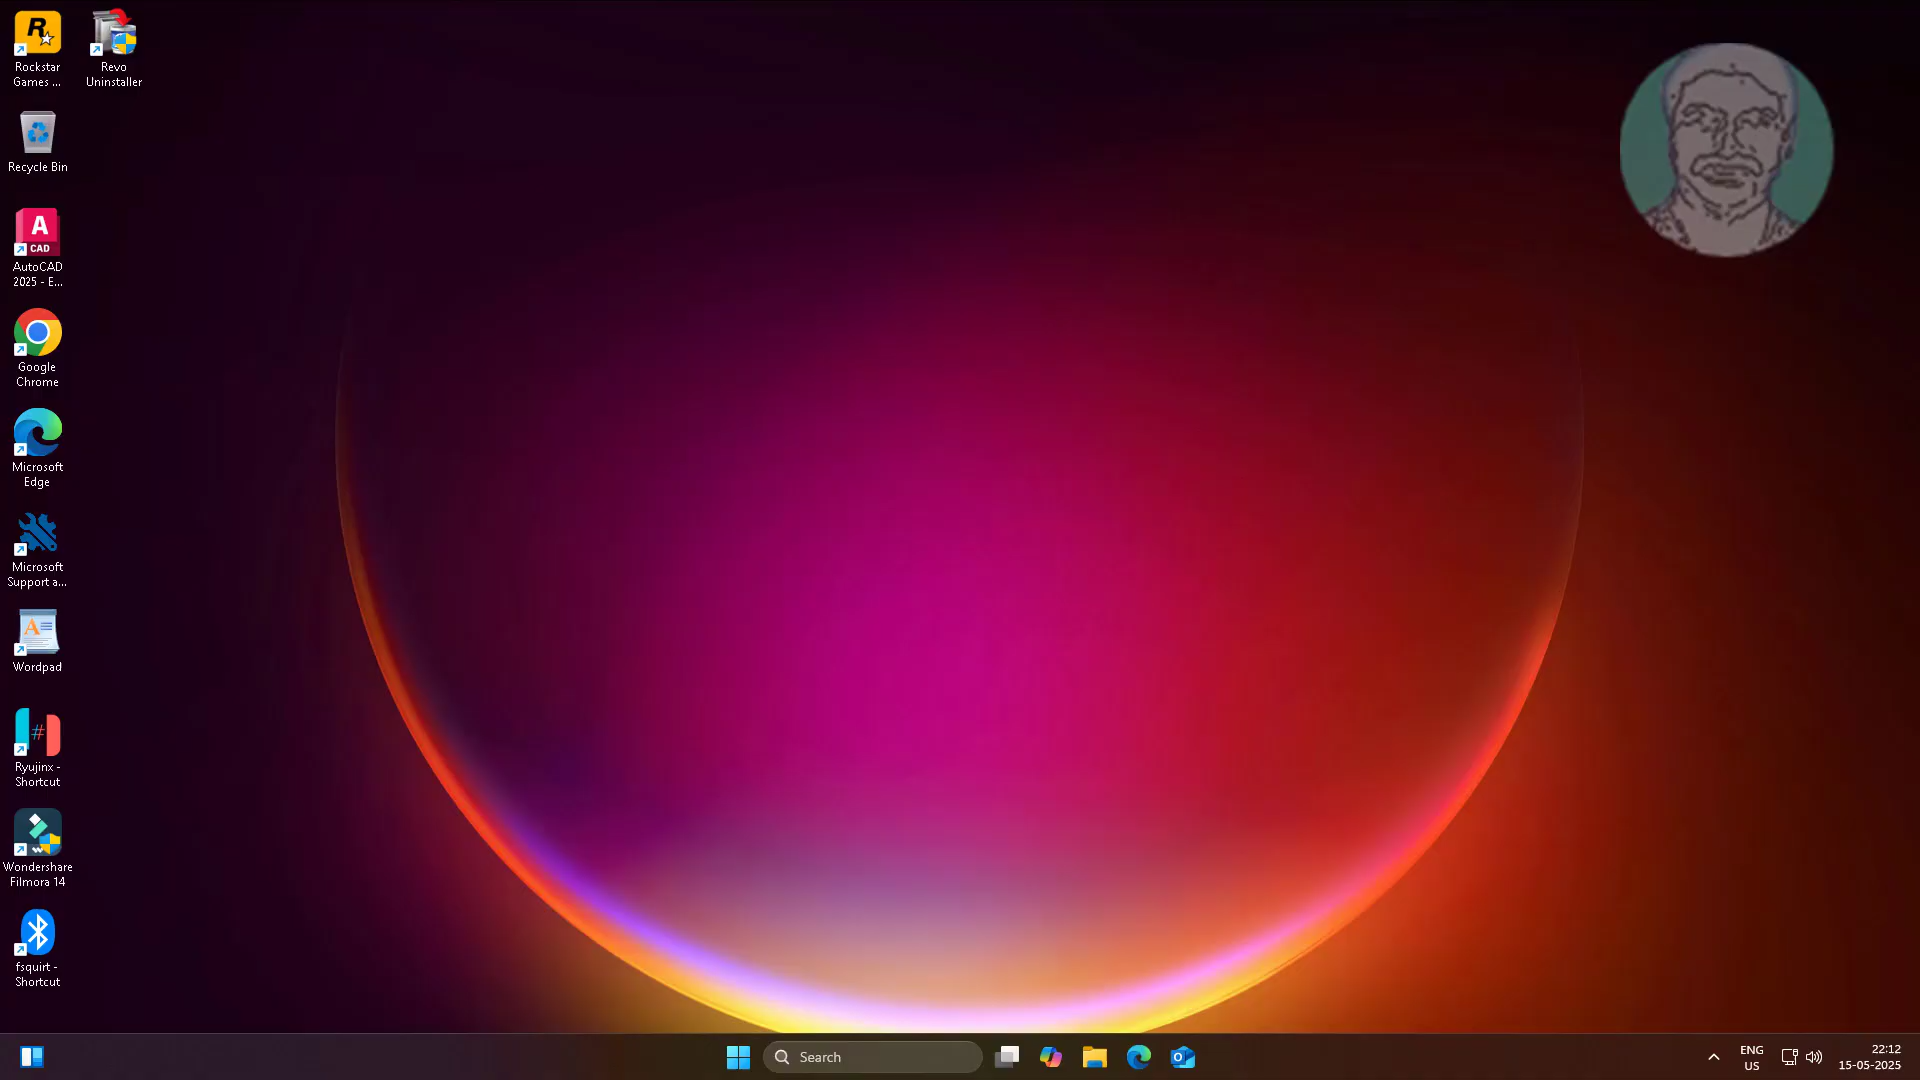 Rockstar
Games ...
Revo
Uninstaller
Recycle Bin
A
CAD
AutoCAD
2025 - E...
Google
Chrome
Microsoft
Edge
Microsoft
Support a...
Wordpad
Ryujinx -
Shortcut
Wondershare
Filmora 14
fsquirt -
Shortcut
Search
ENG
US
22:12
15-05-2025